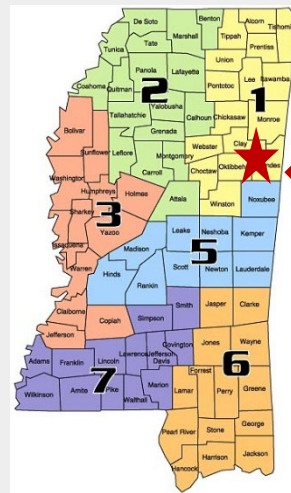 De Soto
Benton
Alcorn
Tippah
Marshall
Tate
Tunica
Prentiss
Union
Panola
Lafayette
Lee
Itawamba
Pontotoc
Coahoma
Quitman
2
1
Yalobusha
Calhoun
Chickasaw
Monroe
Tallahatchie
Grenada
Bolivar
Clay
Webster
Sunflower
Leflore
Montgomery
Choctaw
Carroll
Washington
Humphreys
Holmes
Attala
Winston
Noxubee
3
Sharkey
Yazoo
Leake
Neshoba
Kemper
5
Issaquena
Madison
Warren
Scott
Newton
Lauderdale
Hinds
Rankin
Claiborne
Smith
Jasper
Clarke
Copiah
Simpson
Jefferson
Covington
Jones
Wayne
Adams
Franklin
Lincoln
Lawrence
Jefferson
Davis
6
7
Forrest
Greene
Wilkinson
Amite
Pike
Walthall
Marion
Lamar
Perry
Pearl River
Stone
George
Harrison
Jackson
Hancock